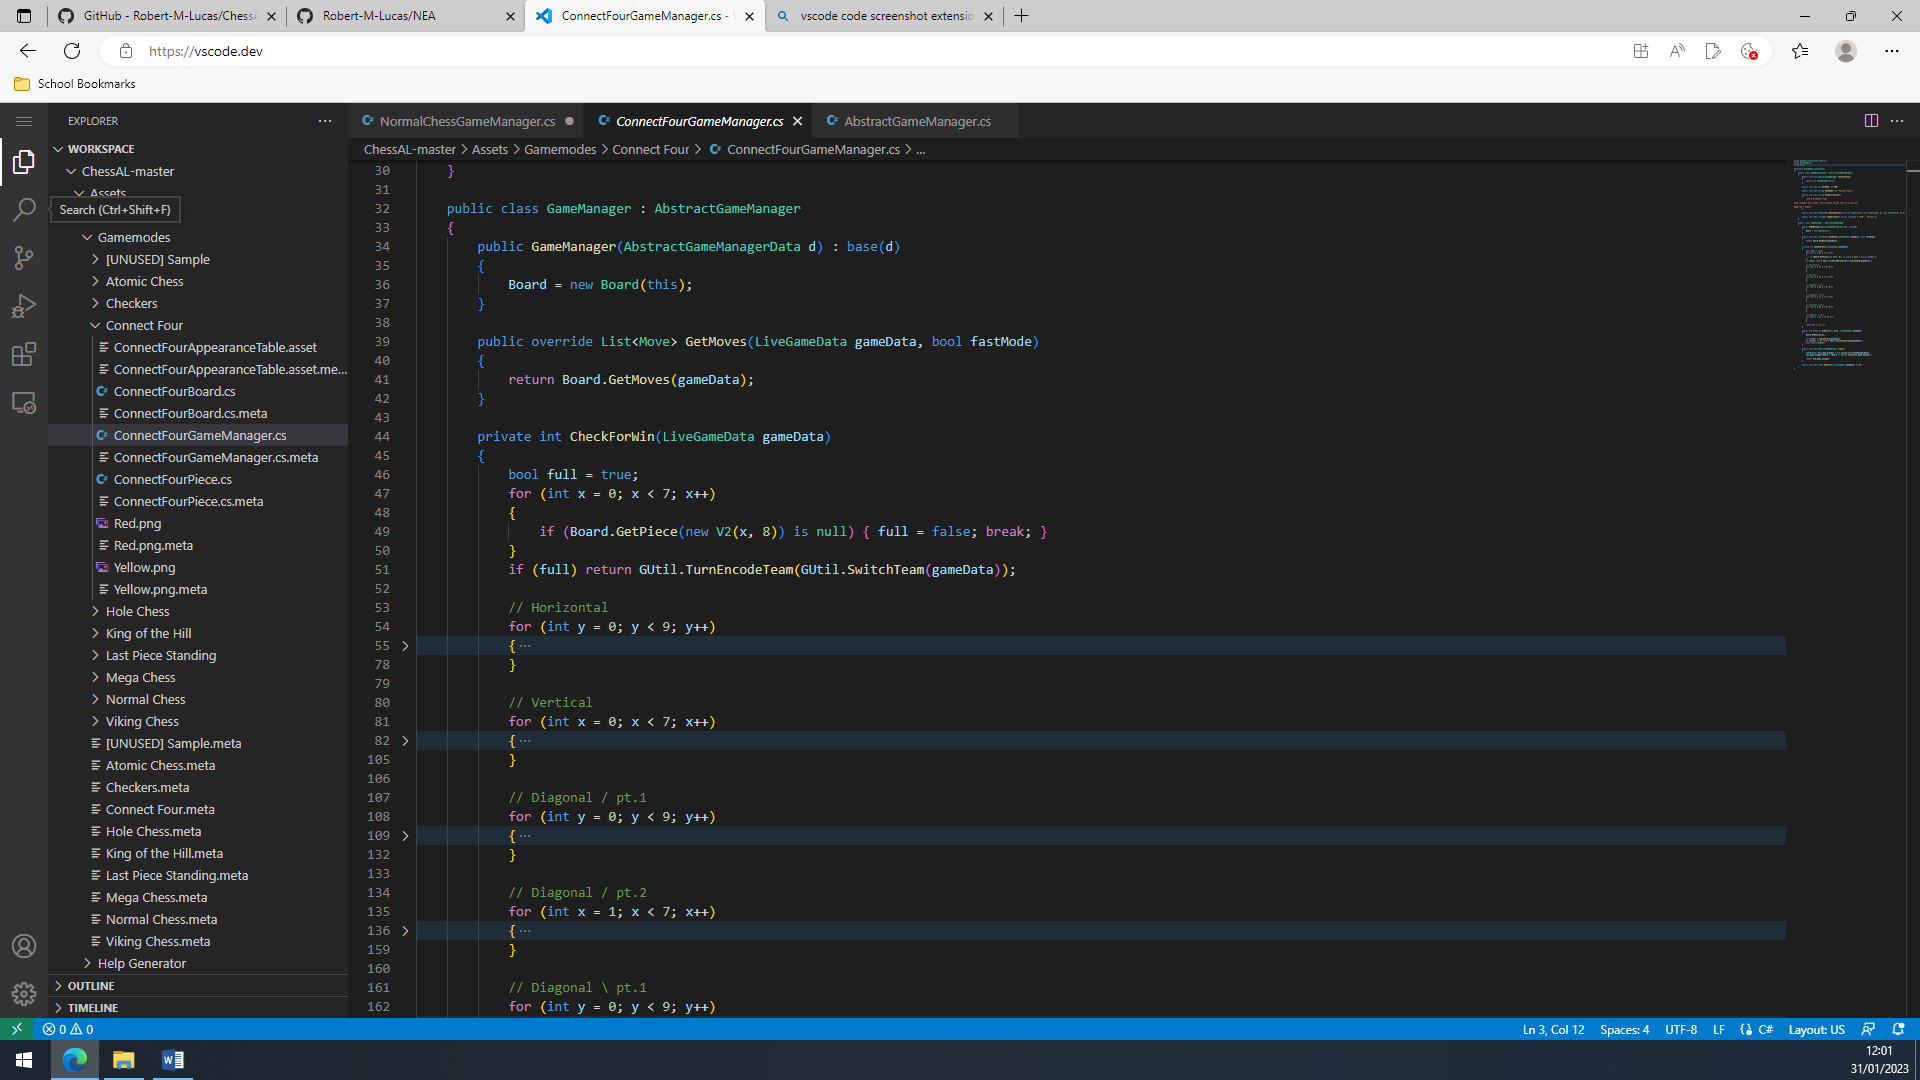 GitHub - Robert-M-Lucas/ChessA
Robert-M-Lucas/NEA
ConnectFourGameManager.cs -
vscode code screenshot extensio
https://vscode.dev
School Bookmarks
EXPLORER
NormalChessGameManager.cs
ConnectFourGameManager.cs
AbstractGameManager.cs
WORKSPACE
ChessAL-master > Assets > Gamemodes > Connect Four > ConnectFourGameManager.cs > ...
ChessAL-master
Assets
Search (Ctrl+Shift+F)
Gamemodes
[UNUSED] Sample
Atomic Chess
Checkers
Connect Four
ConnectFourAppearanceTable.asset
ConnectFourAppearanceTable.asset.me...
ConnectFourBoard.cs
ConnectFourBoard.cs.meta
ConnectFourGameManager.cs
ConnectFourGameManager.cs.meta
ConnectFourPiece.cs
ConnectFourPiece.cs.meta
Red.png
Red.png.meta
Yellow.png
Yellow.png.meta
Hole Chess
King of the Hill
Last Piece Standing
Mega Chess
Normal Chess
Viking Chess
[UNUSED] Sample.meta
Atomic Chess.meta
Checkers.meta
Connect Four.meta
Hole Chess.meta
King of the Hill.meta
Last Piece Standing.meta
Mega Chess.meta
Normal Chess.meta
Viking Chess.meta
Help Generator
OUTLINE
TIMELINE
30 }
31
32 public class GameManager : AbstractGameManager
33 {
34 public GameManager(AbstractGameManagerData d) : base(d)
35 {
36 Board = new Board(this);
37 }
38
39 public override List<Move> GetMoves(LiveGameData gameData, bool fastMode)
40 {
41 return Board.GetMoves(gameData);
42 }
43
44 private int CheckForWin(LiveGameData gameData)
45 {
46 bool full = true;
47 for (int x = 0; x < 7; x++)
48 {
49 if (Board.GetPiece(new V2(x, 8)) is null) { full = false; break; }
50 }
51 if (full) return GUtil.TurnEncodeTeam(GUtil.SwitchTeam(gameData));
52
53 // Horizontal
54 for (int y = 0; y < 9; y++)
55 { ...
78 }
79
80 // Vertical
81 for (int x = 0; x < 7; x++)
82 { ...
105 }
106
107 // Diagonal / pt.1
108 for (int y = 0; y < 9; y++)
109 { ...
132 }
133
134 // Diagonal / pt.2
135 for (int x = 1; x < 7; x++)
136 { ...
159 }
160
161 // Diagonal \ pt.1
162 for (int y = 0; y < 9; y++)
0 0
Ln 3, Col 12
Spaces: 4
UTF-8
LF
C#
Layout: US
12:01
31/01/2023